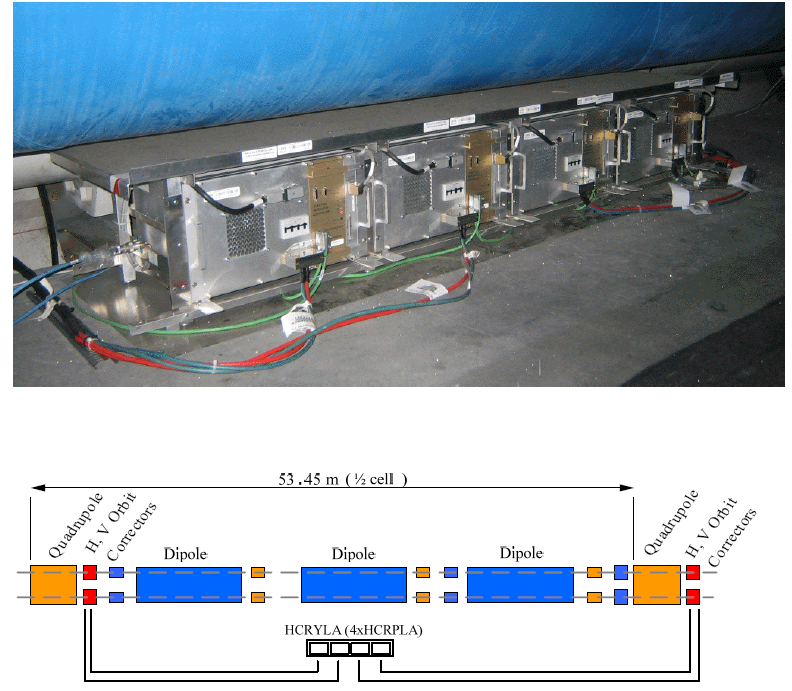 53.45 m ( ½ cell )
Quadrupole
H, V Orbit
Correctors
Dipole
Dipole
Dipole
Quadrupole
H, V Orbit
Correctors
HCRYLA (4xHCRPLA)